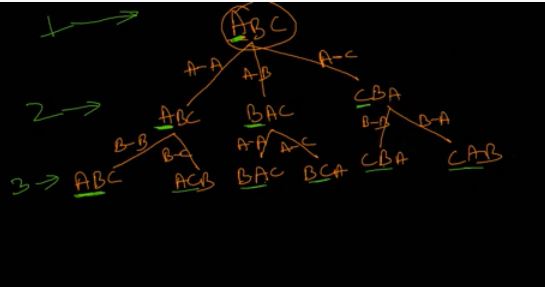 1 → ABC
A-A A-B A-C
2 → ABC BAC CBA
B-B B-C A-A A-C B-B B-A
3 → ABC ACB BAC BCA CBA CAB